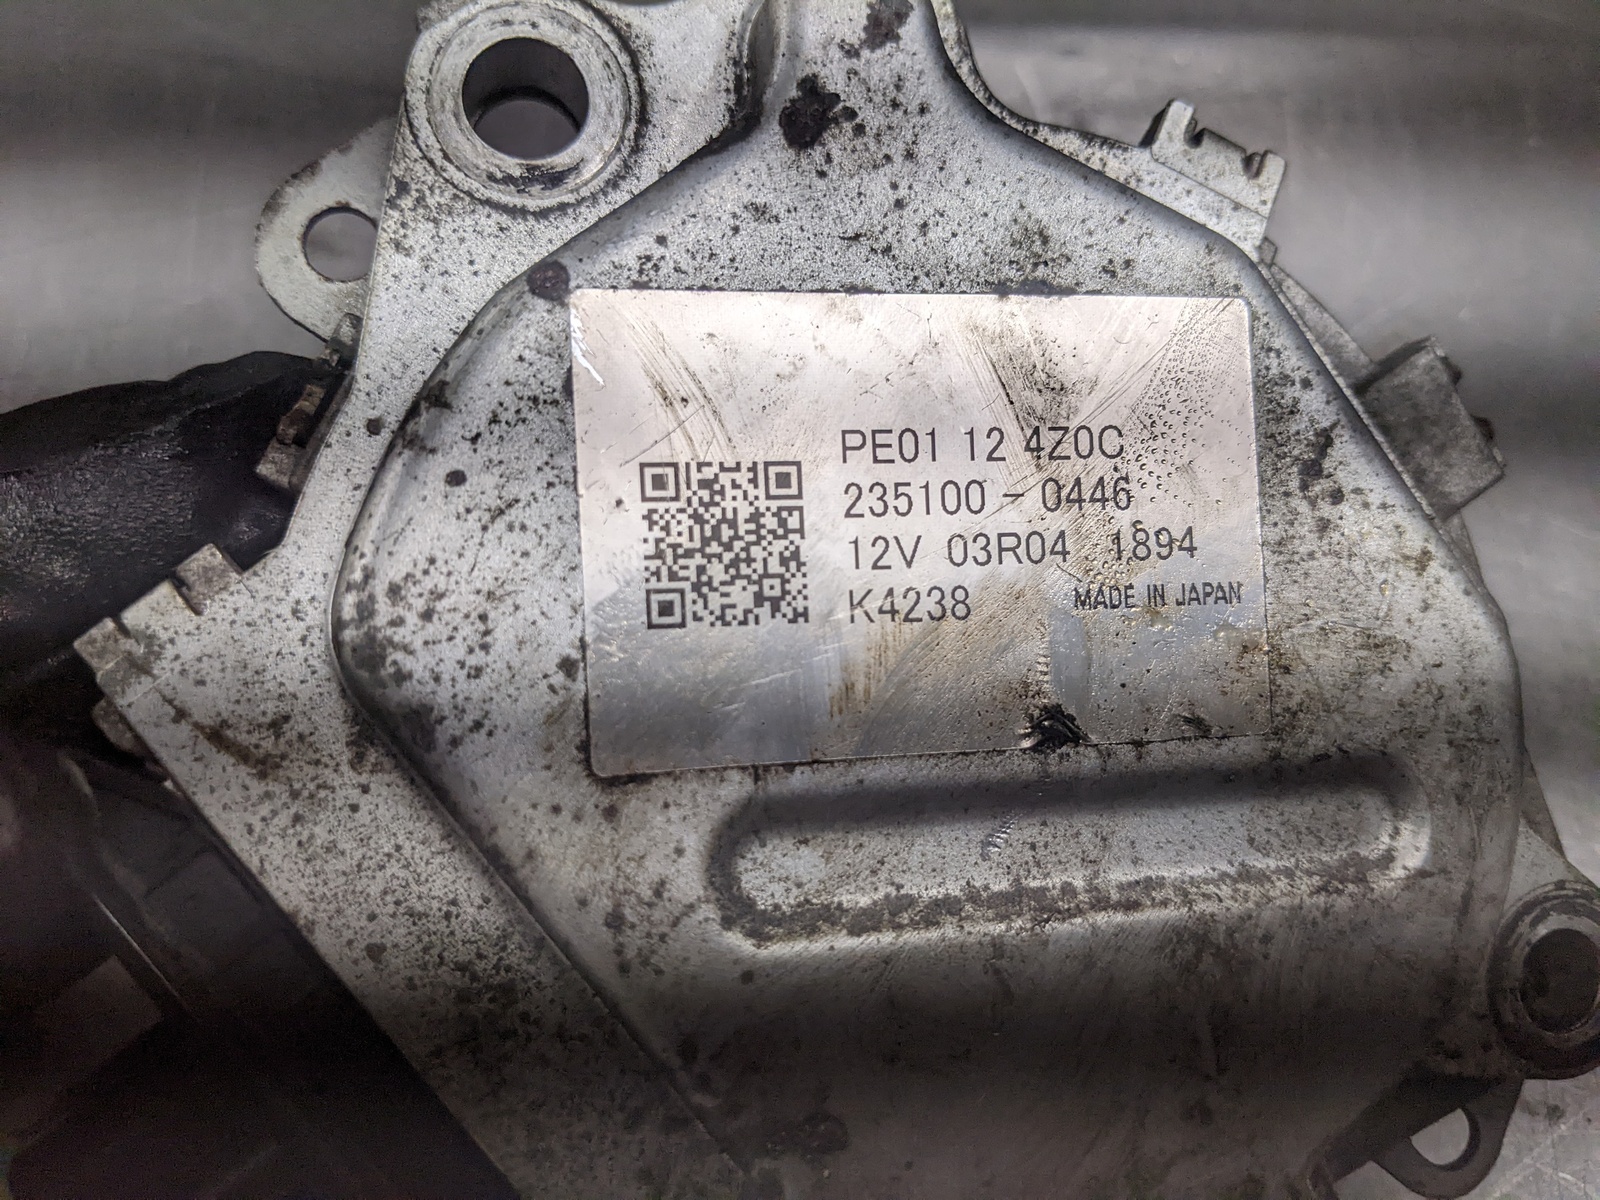 PE01 12 4Z0C
235100-0446
12V 03R04 1894
K4238 MADE IN JAPAN